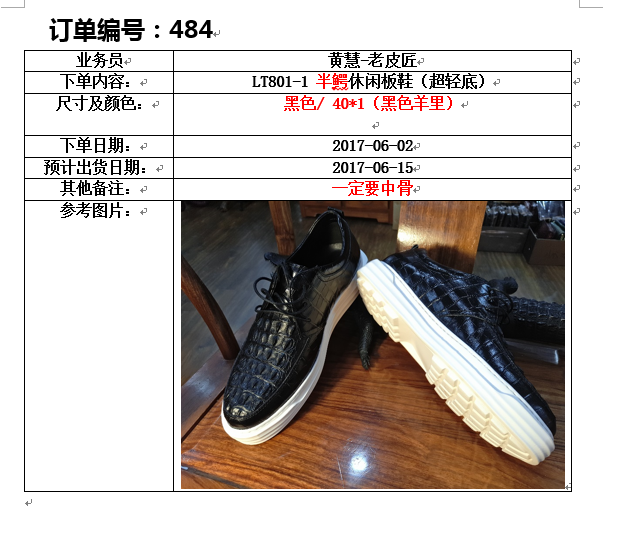 订单编号：484
业务员 黄慧-老皮匠
下单内容： LT801-1 半鳄休闲板鞋（超轻底）
尺寸及颜色： 黑色/ 40*1（黑色羊里）
下单日期： 2017-06-02
预计出货日期： 2017-06-15
其他备注： 一定要中骨
参考图片：